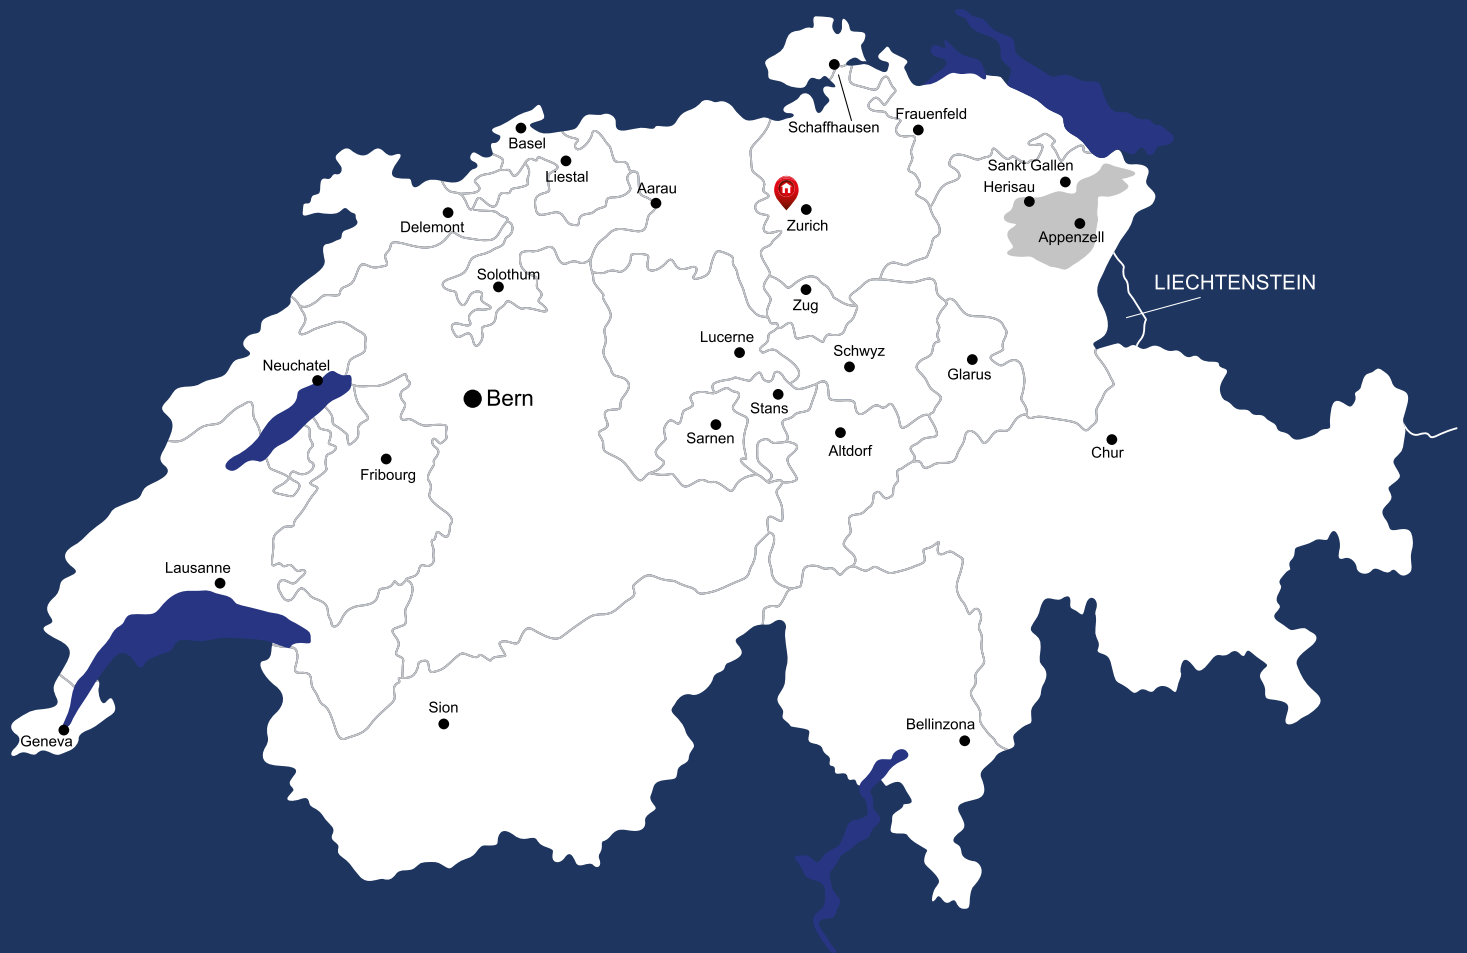 Schaffhausen
Frauenfeld
Basel
Liestal
Sankt Gallen
Herisau
Aarau
Zurich
Delemont
Appenzell
Solothum
LIECHTENSTEIN
Zug
Lucerne
Schwyz
Neuchatel
Glarus
Bern
Stans
Sarnen
Altdorf
Chur
Fribourg
Lausanne
Sion
Bellinzona
Geneva